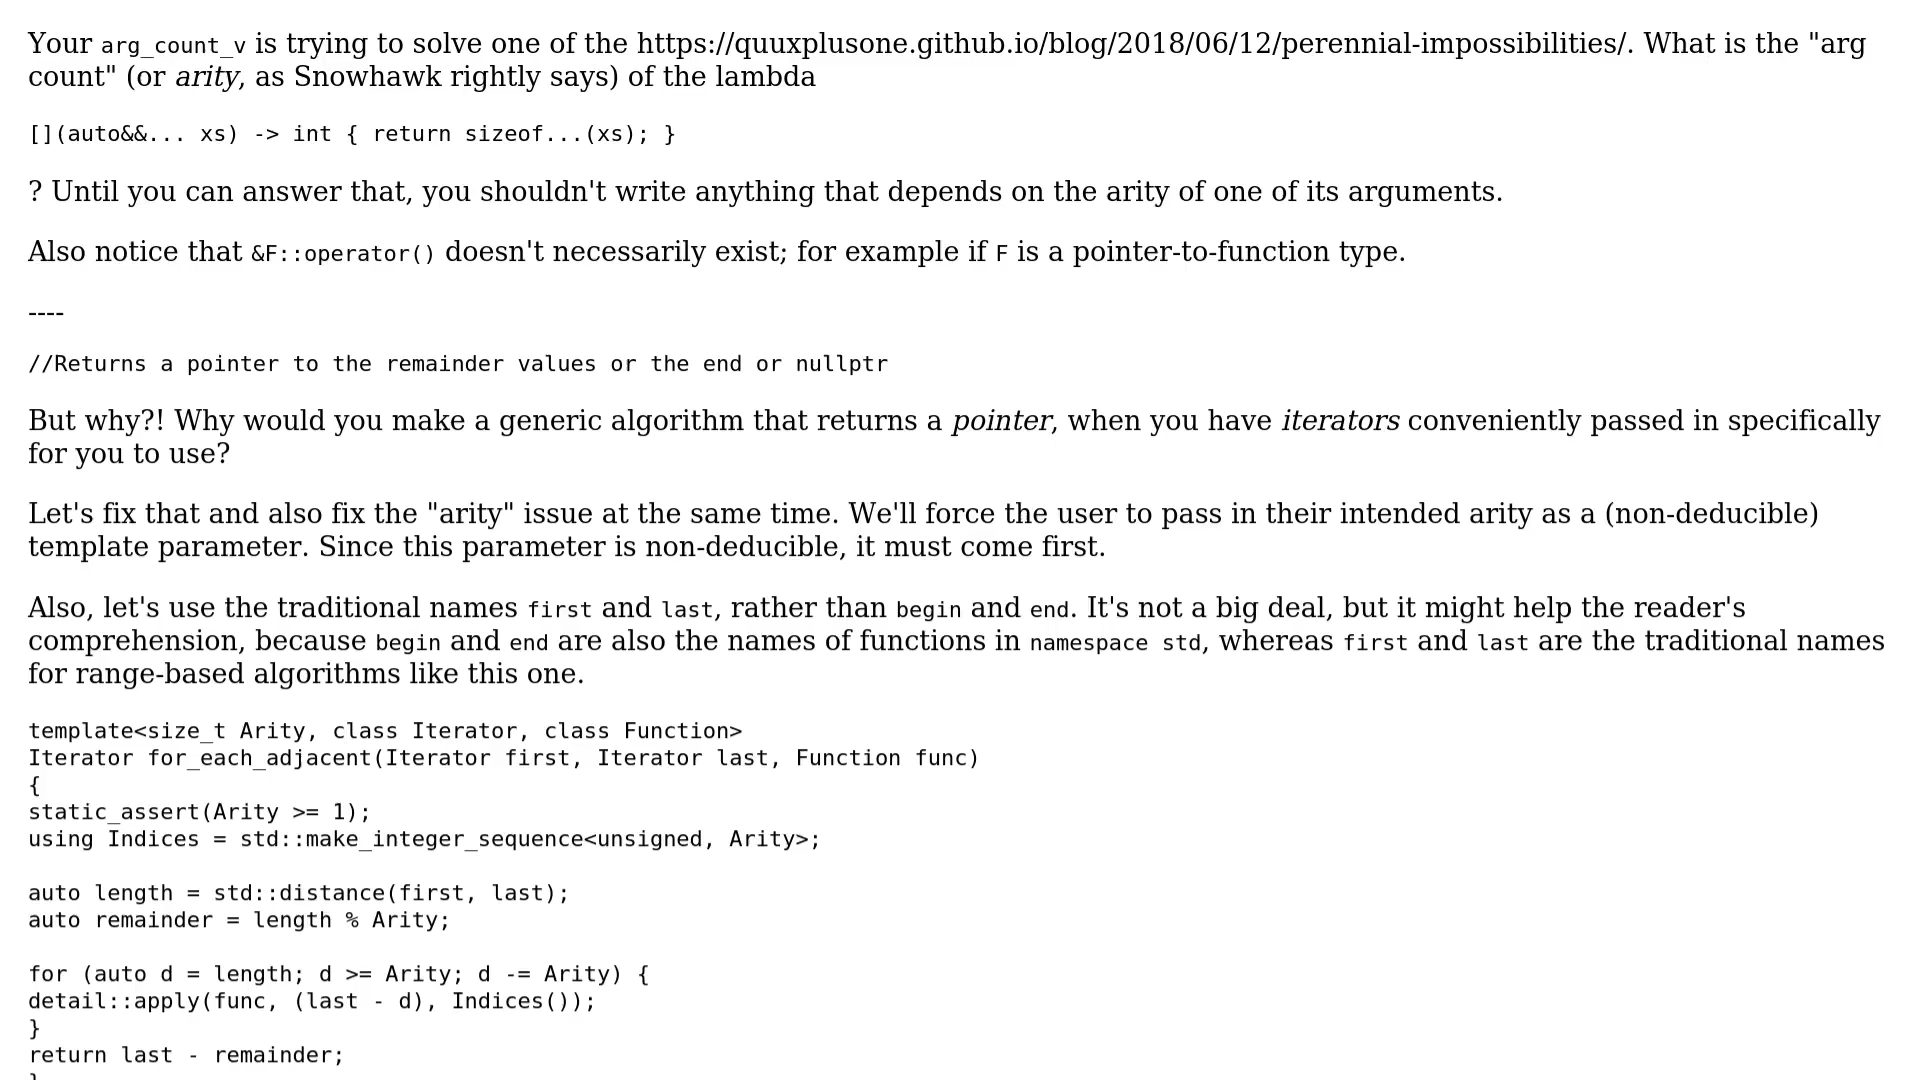 Your arg_count_v is trying to solve one of the https://quuxplusone.github.io/blog/2018/06/12/perennial-impossibilities/. What is the "arg
count" (or arity, as Snowhawk rightly says) of the lambda
[](auto&&... xs) -> int { return sizeof...(xs); }
? Until you can answer that, you shouldn't write anything that depends on the arity of one of its arguments.
Also notice that &F::operator() doesn't necessarily exist; for example if F is a pointer-to-function type.
----
//Returns a pointer to the remainder values or the end or nullptr
But why?! Why would you make a generic algorithm that returns a pointer, when you have iterators conveniently passed in specifically
for you to use?
Let's fix that and also fix the "arity" issue at the same time. We'll force the user to pass in their intended arity as a (non-deducible)
template parameter. Since this parameter is non-deducible, it must come first.
Also, let's use the traditional names first and last, rather than begin and end. It's not a big deal, but it might help the reader's
comprehension, because begin and end are also the names of functions in namespace std, whereas first and last are the traditional names
for range-based algorithms like this one.
template<size_t Arity, class Iterator, class Function>
Iterator for_each_adjacent(Iterator first, Iterator last, Function func)
{
static_assert(Arity >= 1);
using Indices = std::make_integer_sequence<unsigned, Arity>;
auto length = std::distance(first, last);
auto remainder = length % Arity;
for (auto d = length; d >= Arity; d -= Arity) {
detail::apply(func, (last - d), Indices());
}
return last - remainder;
}